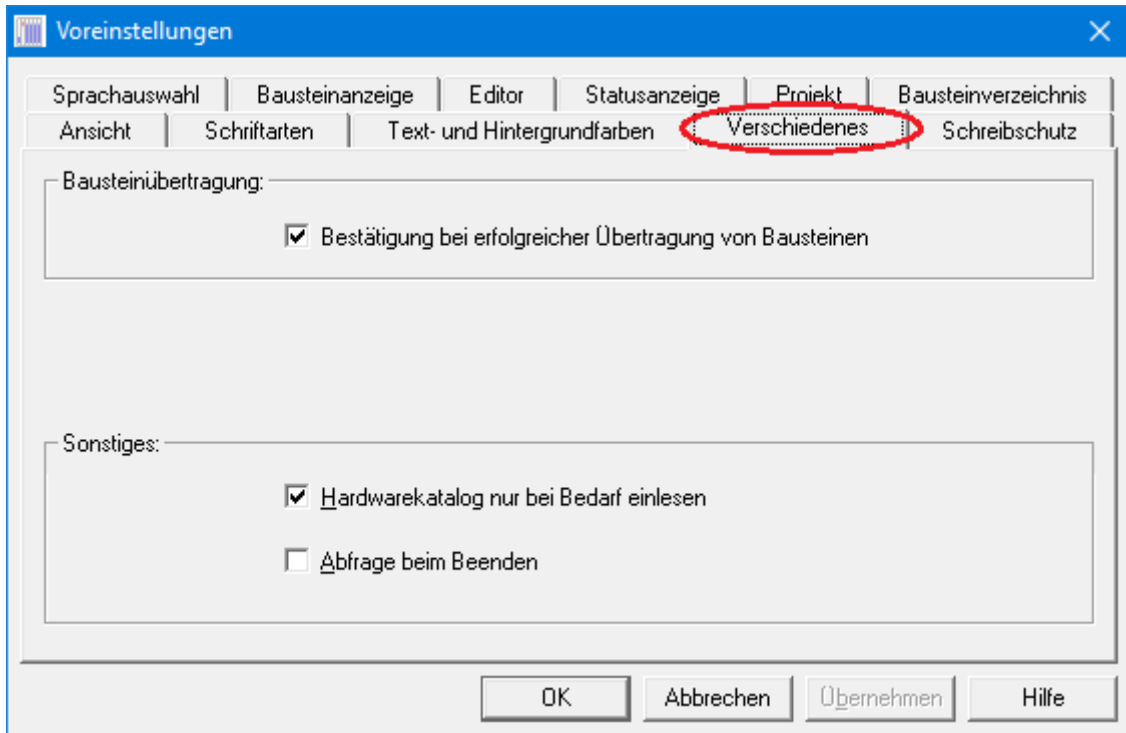 Voreinstellungen
Sprachauswahl Bausteinanzeige Editor Statusanzeige Projekt Bausteinverzeichnis
Ansicht Schriftarten Text- und Hintergrundfarben Verschiedenes Schreibschutz
Bausteinübertragung:
Bestätigung bei erfolgreicher Übertragung von Bausteinen
Sonstiges:
Hardwarekatalog nur bei Bedarf einlesen
Abfrage beim Beenden
OK Abbrechen Übernehmen Hilfe